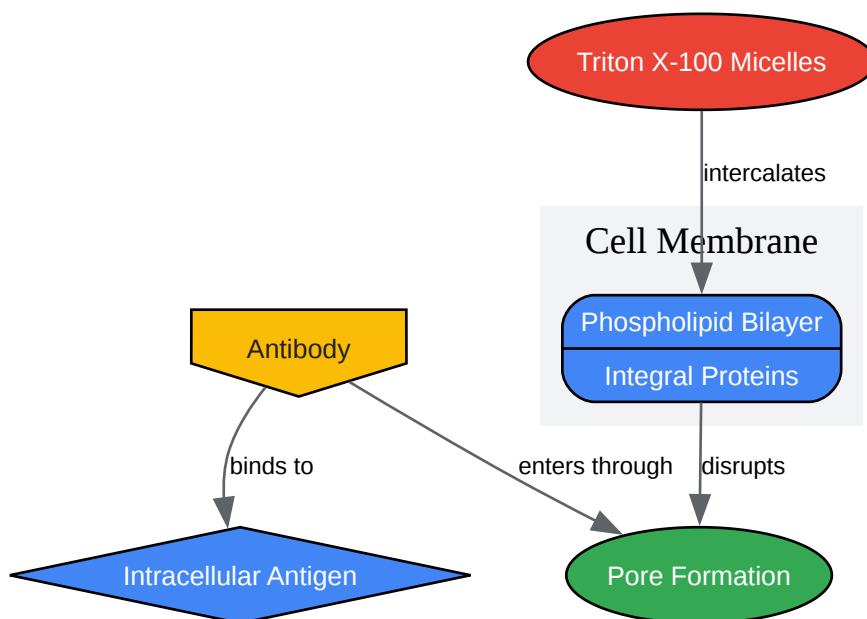 Triton X-100 Micelles
intercalates
Cell Membrane
Phospholipid Bilayer
Integral Proteins
Antibody
binds to
enters through
disrupts
Intracellular Antigen
Pore Formation